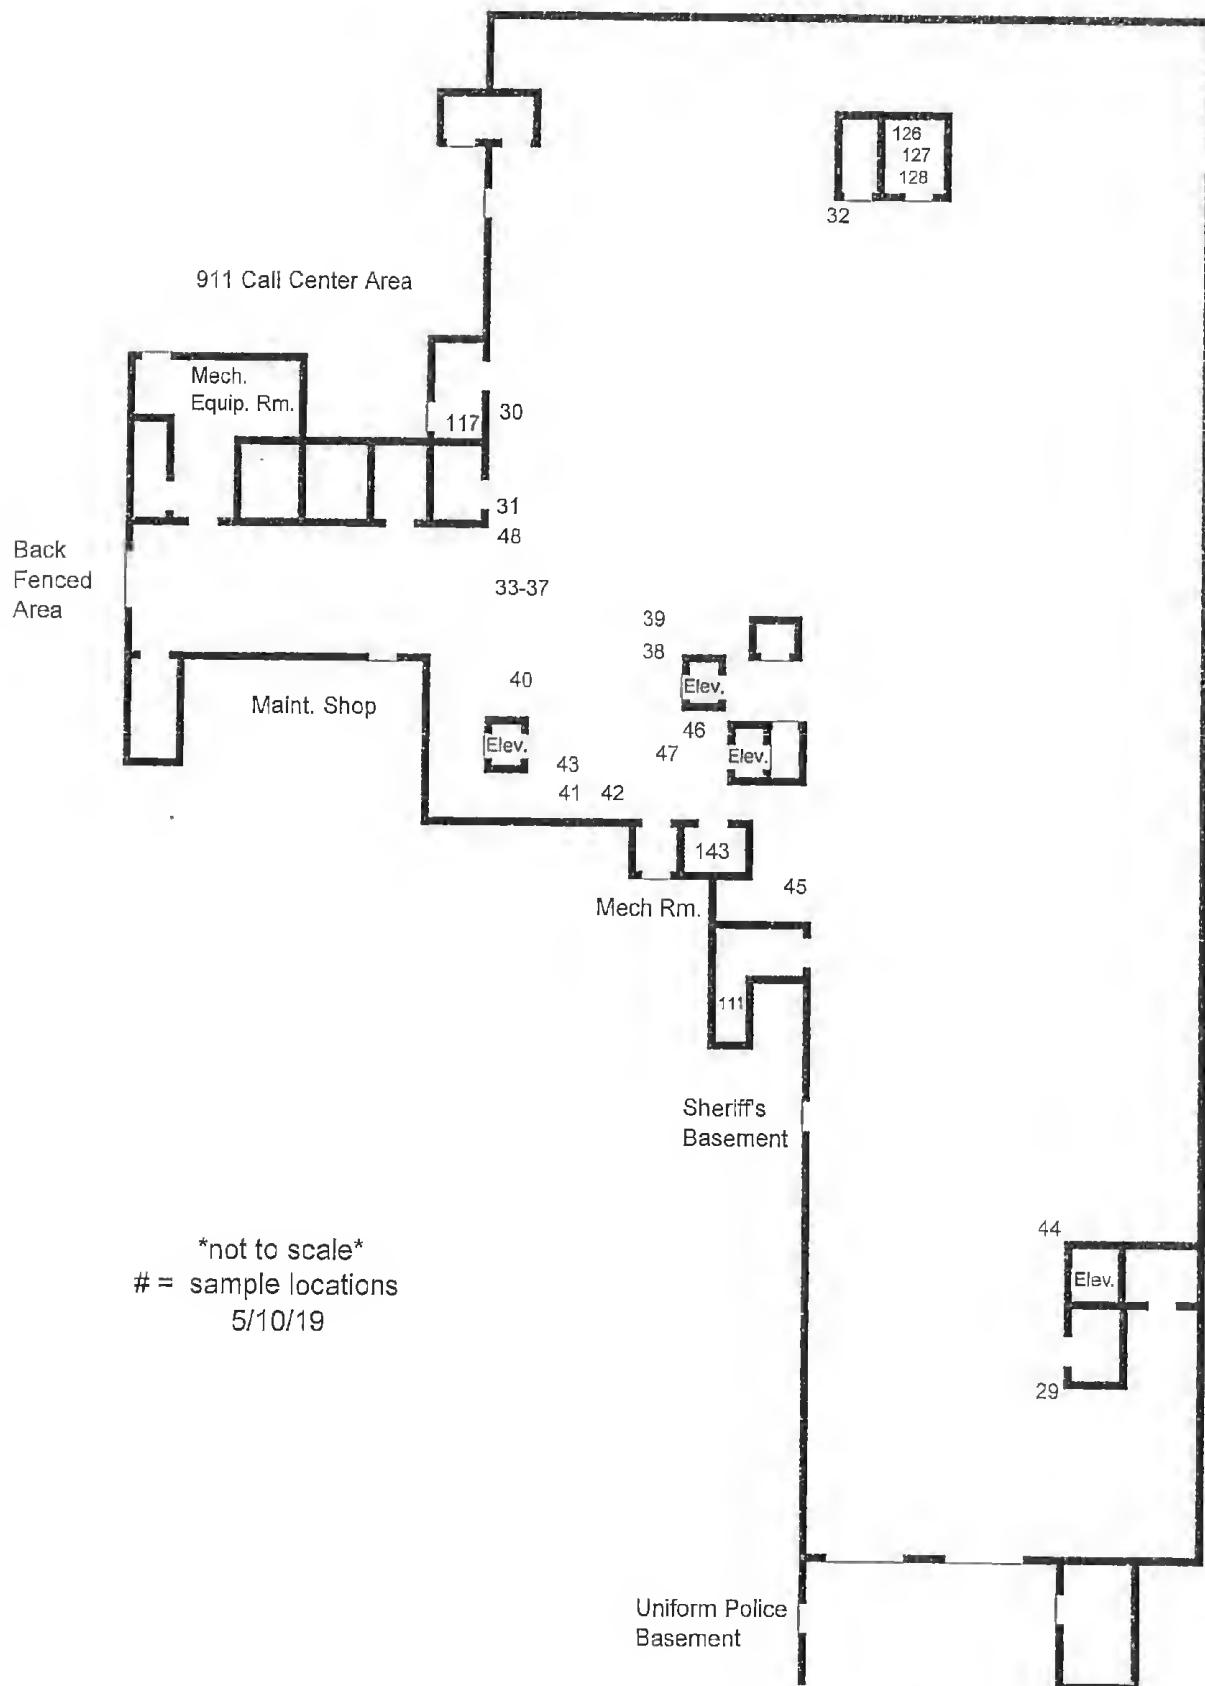 126
127
128
32
911 Call Center Area
Mech.
Equip. Rm.
117
30
31
48
Back
Fenced
Area
33-37
39
38
Elev.
40
Maint. Shop
46
Elev.
47
Elev.
43
41
42
143
45
Mech Rm.
111
Sheriff's
Basement
*not to scale*
# = sample locations
5/10/19
44
Elev.
29
Uniform Police
Basement